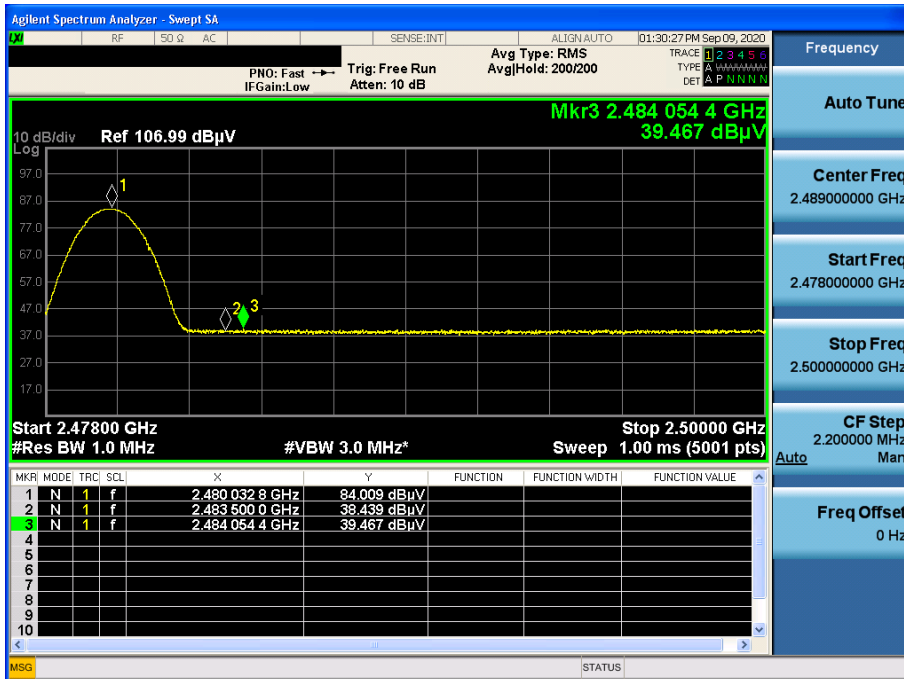 Agilent Spectrum Analyzer - Swept SA
LXI RF 50 Ω AC SENSE:INT ALIGN AUTO 01:30:27 PM Sep 09, 2020
PNO: Fast Trig: Free Run Avg Type: RMS TRACE 1 2 3 4 5 6
IFGain:Low Atten: 10 dB Avg|Hold: 200/200 TYPE A WWWWW
DET A P N N N N
Mkr3 2.484 054 4 GHz
39.467 dBµV
10 dB/div Ref 106.99 dBµV
Log
97.0
87.0
77.0
67.0
57.0
47.0
37.0
27.0
17.0
1
2 3
Start 2.47800 GHz Stop 2.50000 GHz
#Res BW 1.0 MHz #VBW 3.0 MHz* Sweep 1.00 ms (5001 pts)
MKR MODE TRC SCL X Y FUNCTION FUNCTION WIDTH FUNCTION VALUE
1 N 1 f 2.480 032 8 GHz 84.009 dBµV
2 N 1 f 2.483 500 0 GHz 38.439 dBµV
3 N 1 f 2.484 054 4 GHz 39.467 dBµV
4
5
6
7
8
9
10
MSG STATUS
Frequency
Auto Tune
Center Freq
2.489000000 GHz
Start Freq
2.478000000 GHz
Stop Freq
2.500000000 GHz
CF Step
2.200000 MHz
Auto Man
Freq Offset
0 Hz